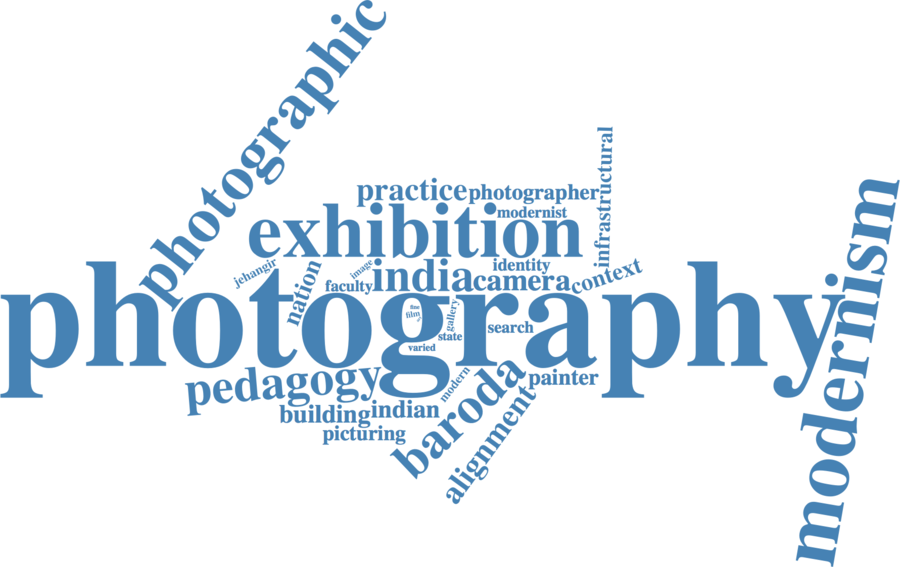 photographic
infrastructural
practice
photographer
modernist
exhibition
modernism
jehangir
nation
image
faculty
india
identity
camera
context
photography
fine
film
gallery
state
search
varied
pedagogy
modern
baroda
painter
building
indian
picturing
alignment